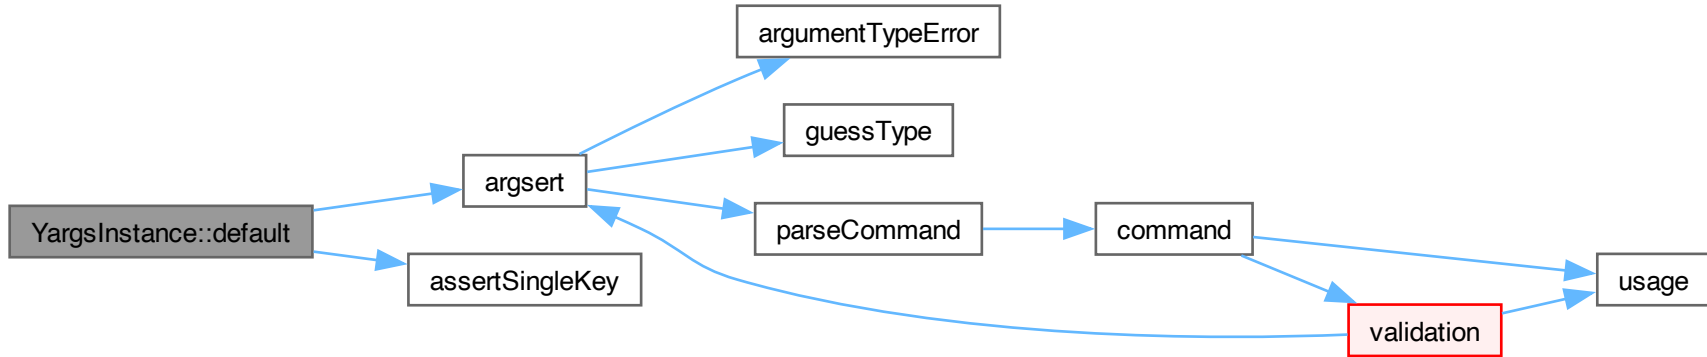 argumentTypeError
guessType
argsert
YargsInstance::default
parseCommand
command
assertSingleKey
usage
validation